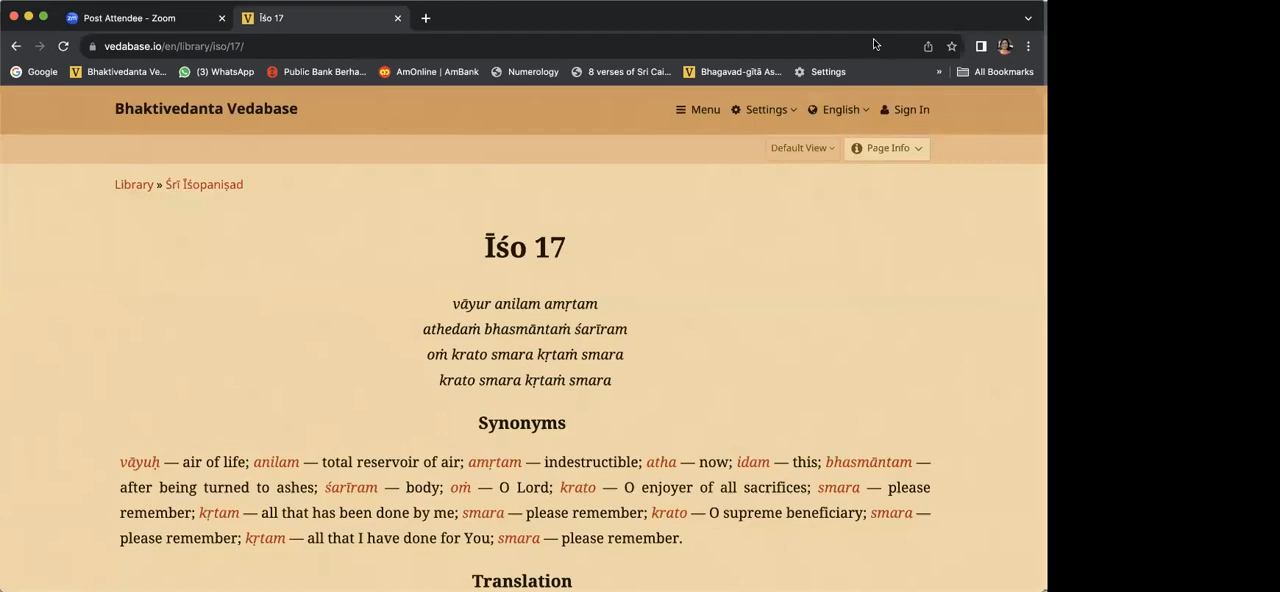 Post Attendee - Zoom
Īśo 17
vedabase.io/en/library/iso/17/
Google
Bhaktivedanta Ve...
(3) WhatsApp
Public Bank Berha...
AmOnline | AmBank
Numerology
8 verses of Sri Cai...
Bhagavad-gītā As...
Settings
»
All Bookmarks
Bhaktivedanta Vedabase
Menu
Settings
English
Sign In
Default View
Page Info
Library » Śrī Īśopaniṣad
Īśo 17
vāyur anilam amṛtam
athedaṁ bhasmāntaṁ śarīram
oṁ krato smara kṛtaṁ smara
krato smara kṛtaṁ smara
Synonyms
vāyuḥ — air of life; anilam — total reservoir of air; amṛtam — indestructible; atha — now; idam — this; bhasmāntam —
after being turned to ashes; śarīram — body; oṁ — O Lord; krato — O enjoyer of all sacrifices; smara — please
remember; kṛtam — all that has been done by me; smara — please remember; krato — O supreme beneficiary; smara —
please remember; kṛtam — all that I have done for You; smara — please remember.
Translation